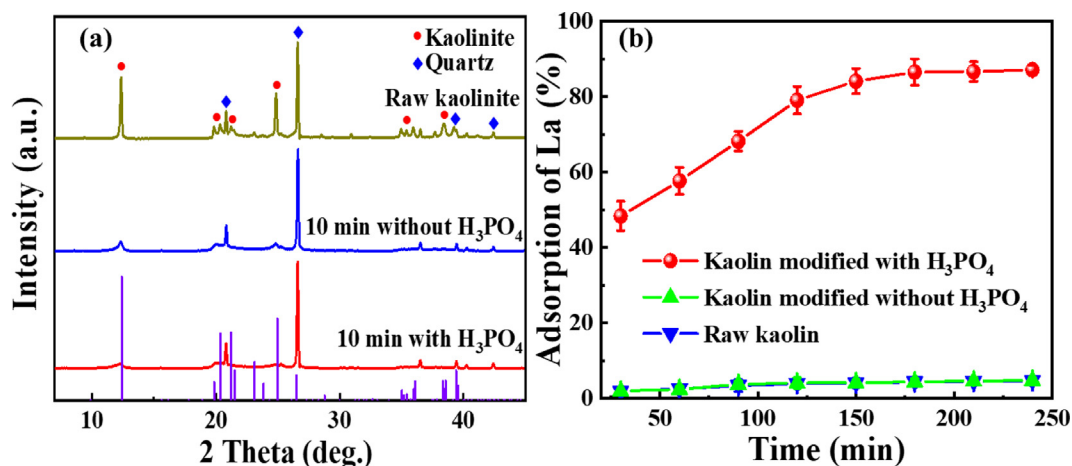 (a)
Kaolinite
Quartz
Raw kaolinite
10 min without H₃PO₄
10 min with H₃PO₄
Intensity (a.u.)
10 20 30 40
2 Theta (deg.)
(b)
100
80
60
40
20
0
Adsorption of La (%)
Kaolin modified with H₃PO₄
Kaolin modified without H₃PO₄
Raw kaolin
50 100 150 200 250
Time (min)